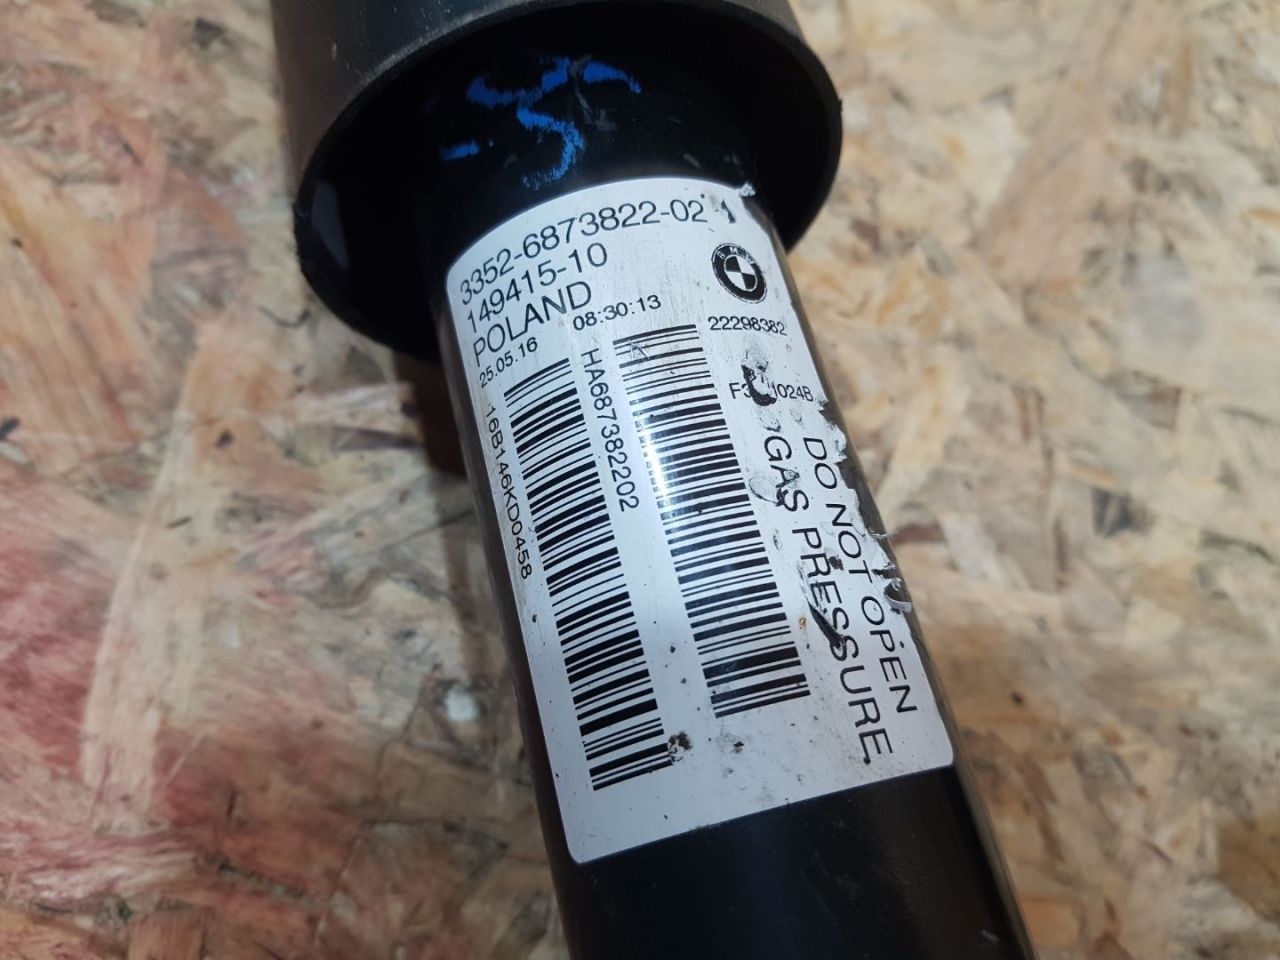 3352-6873822-02
149415-10
POLAND
25.05.16 08:30:13
22298382
HA687382202
16B146KD0458
DO NOT OPEN
GAS PRESSURE
BMW